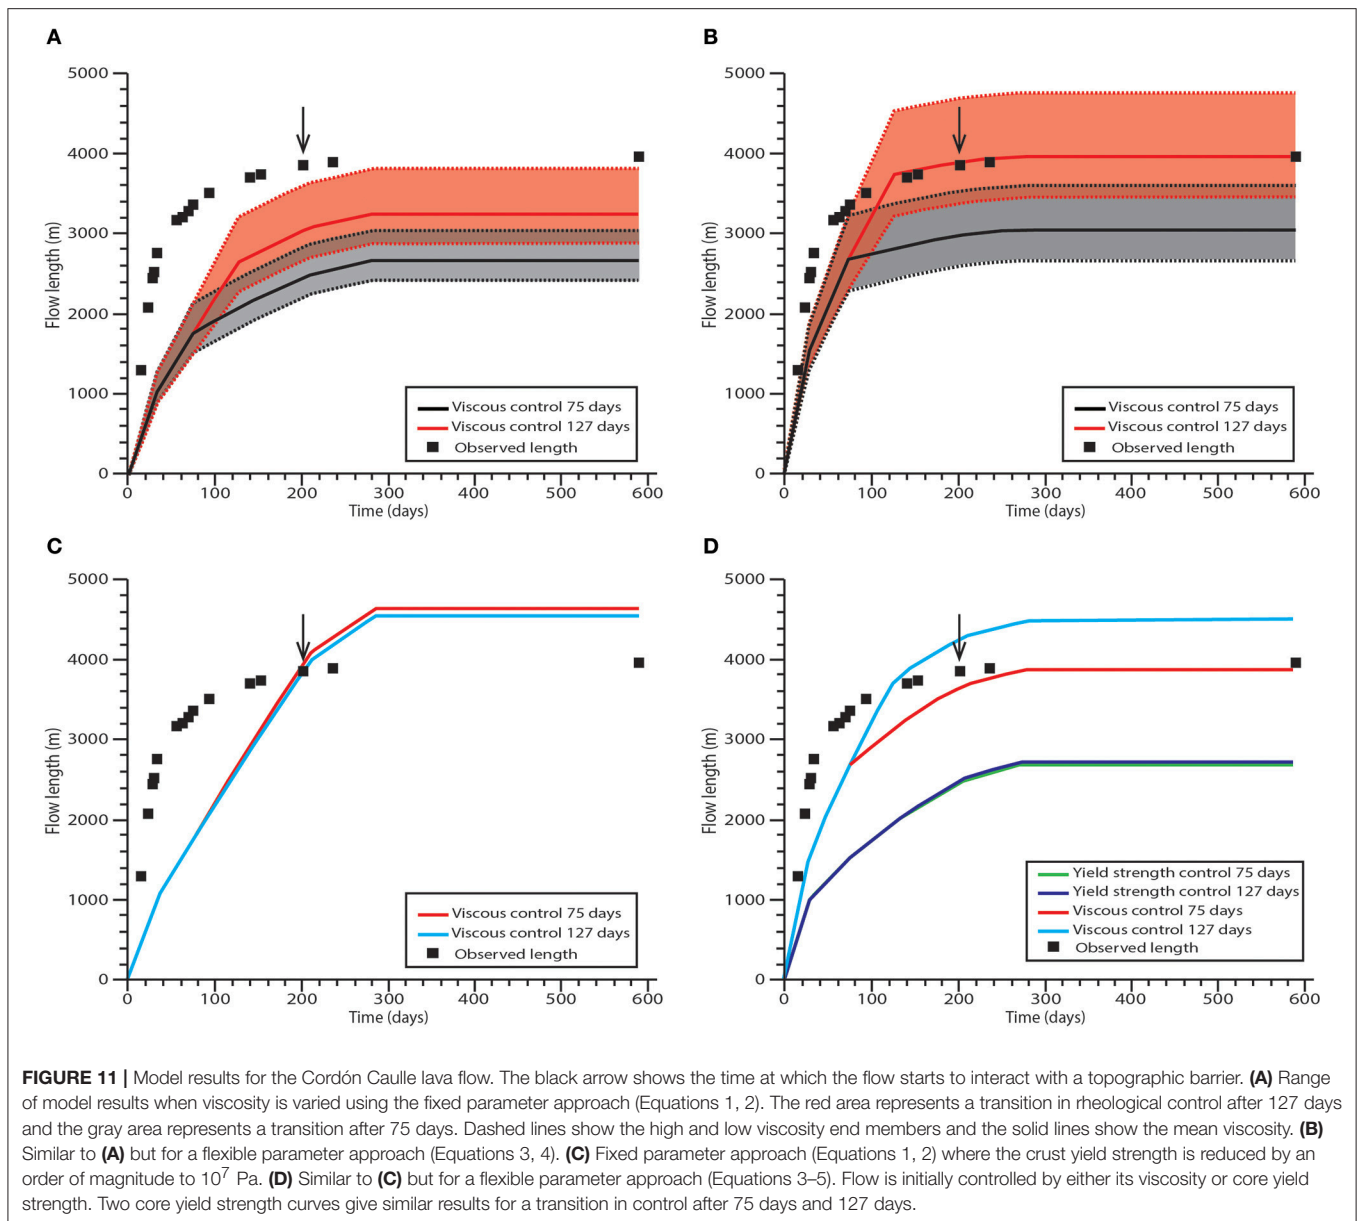 A
5000
4000
3000
2000
1000
0
Flow length (m)
0 100 200 300 400 500 600
Time (days)
Viscous control 75 days
Viscous control 127 days
Observed length
B
5000
4000
3000
2000
1000
0
Flow length (m)
0 100 200 300 400 500 600
Time (days)
Viscous control 75 days
Viscous control 127 days
Observed length
C
5000
4000
3000
2000
1000
0
Flow length (m)
0 100 200 300 400 500 600
Time (days)
Viscous control 75 days
Viscous control 127 days
Observed length
D
5000
4000
3000
2000
1000
0
Flow length (m)
0 100 200 300 400 500 600
Time (days)
Yield strength control 75 days
Yield strength control 127 days
Viscous control 75 days
Viscous control 127 days
Observed length
FIGURE 11 | Model results for the Cordón Caulle lava flow. The black arrow shows the time at which the flow starts to interact with a topographic barrier. (A) Range
of model results when viscosity is varied using the fixed parameter approach (Equations 1, 2). The red area represents a transition in rheological control after 127 days
and the gray area represents a transition after 75 days. Dashed lines show the high and low viscosity end members and the solid lines show the mean viscosity. (B)
Similar to (A) but for a flexible parameter approach (Equations 3, 4). (C) Fixed parameter approach (Equations 1, 2) where the crust yield strength is reduced by an
order of magnitude to 10⁷ Pa. (D) Similar to (C) but for a flexible parameter approach (Equations 3–5). Flow is initially controlled by either its viscosity or core yield
strength. Two core yield strength curves give similar results for a transition in control after 75 days and 127 days.